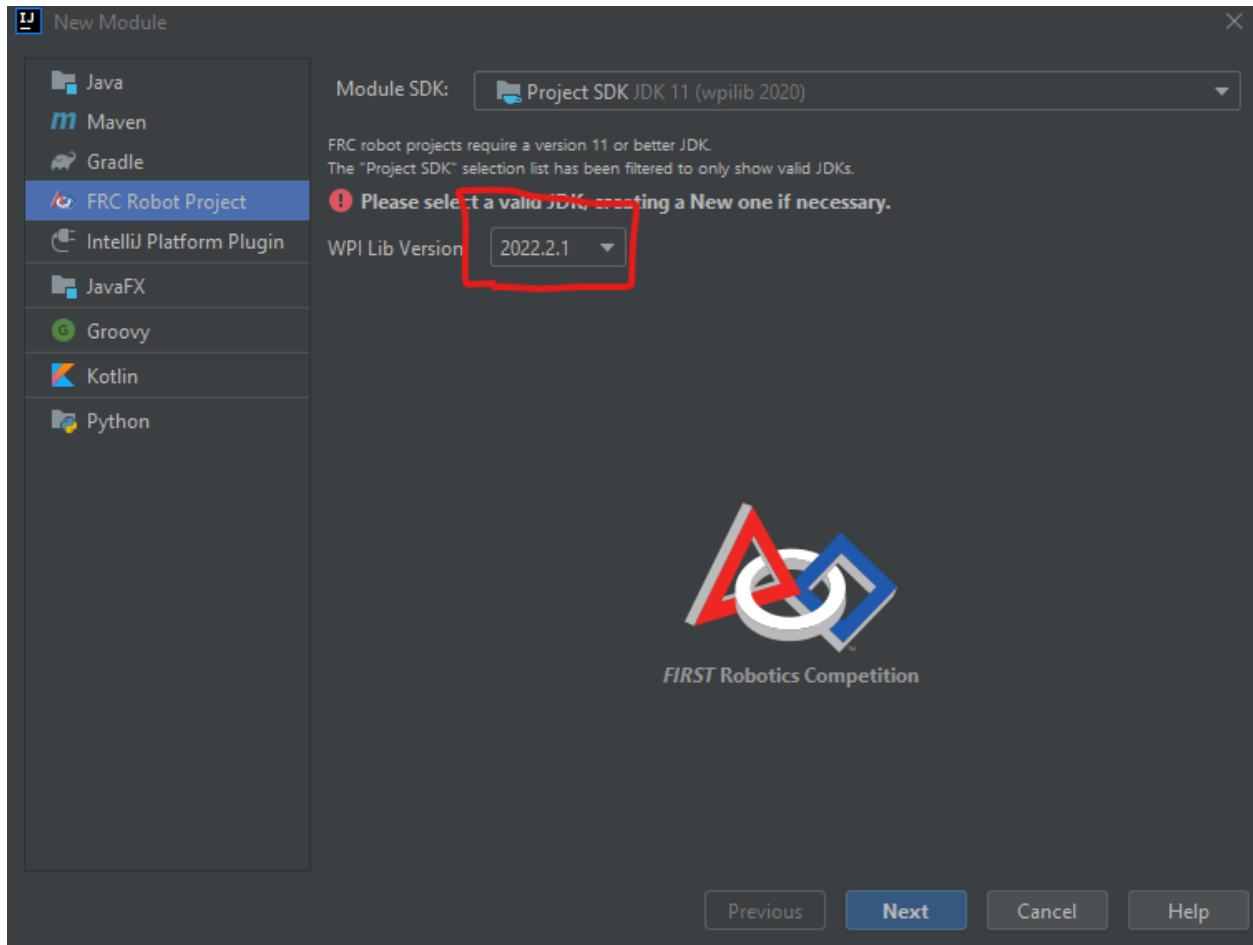 New Module
Java
Maven
Gradle
FRC Robot Project
IntelliJ Platform Plugin
JavaFX
Groovy
Kotlin
Python
Module SDK: Project SDK JDK 11 (wpilib 2020)
FRC robot projects require a version 11 or better JDK.
The "Project SDK" selection list has been filtered to only show valid JDKs.
Please select a valid JDK, creating a New one if necessary.
WPI Lib Version 2022.2.1
FIRST Robotics Competition
Previous Next Cancel Help